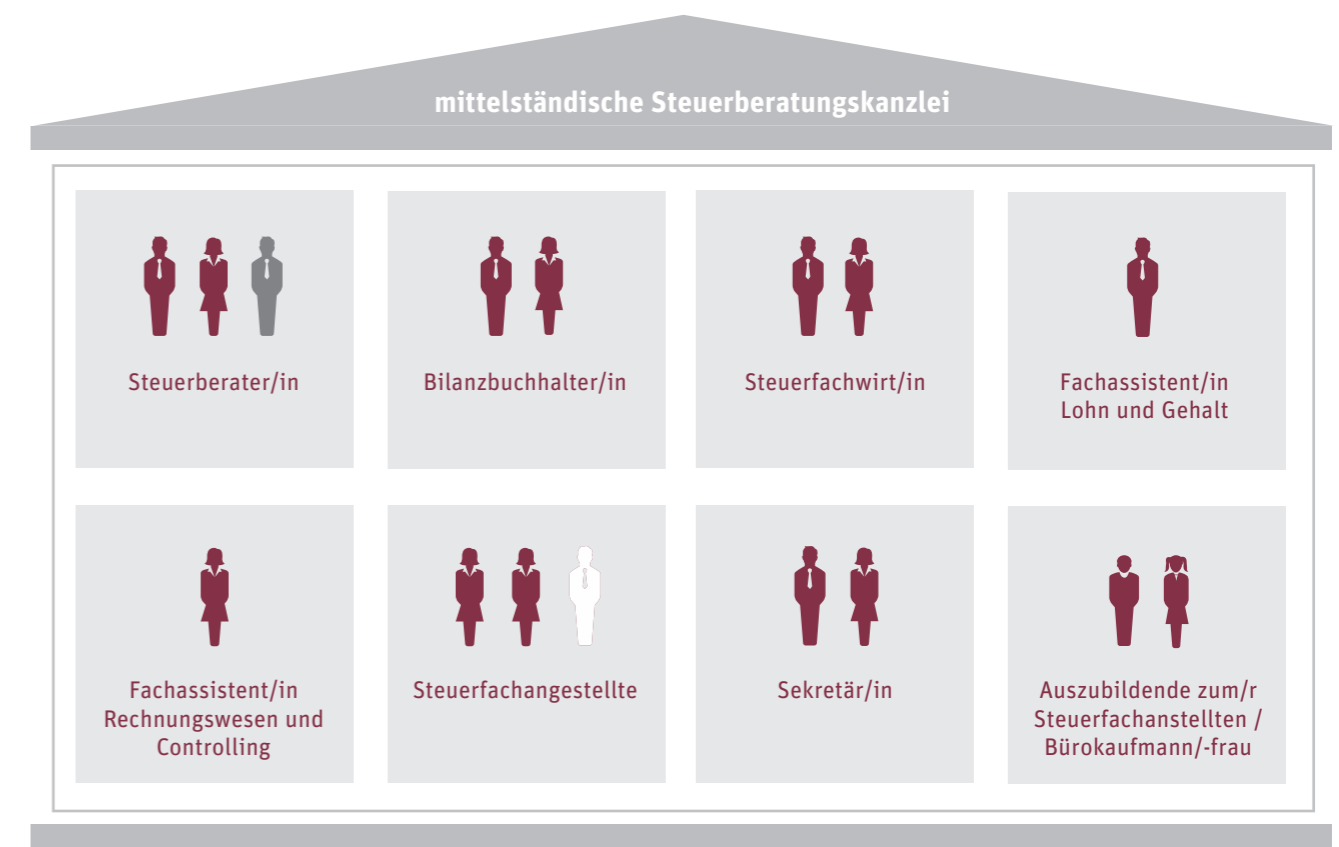 mittelständische Steuerberatungskanzlei
Steuerberater/in
Bilanzbuchhalter/in
Steuerfachwirt/in
Fachassistent/in
Lohn und Gehalt
Fachassistent/in
Rechnungswesen und
Controlling
Steuerfachangestellte
Sekretär/in
Auszubildende zum/r
Steuerfachanstellten /
Bürokaufmann/-frau